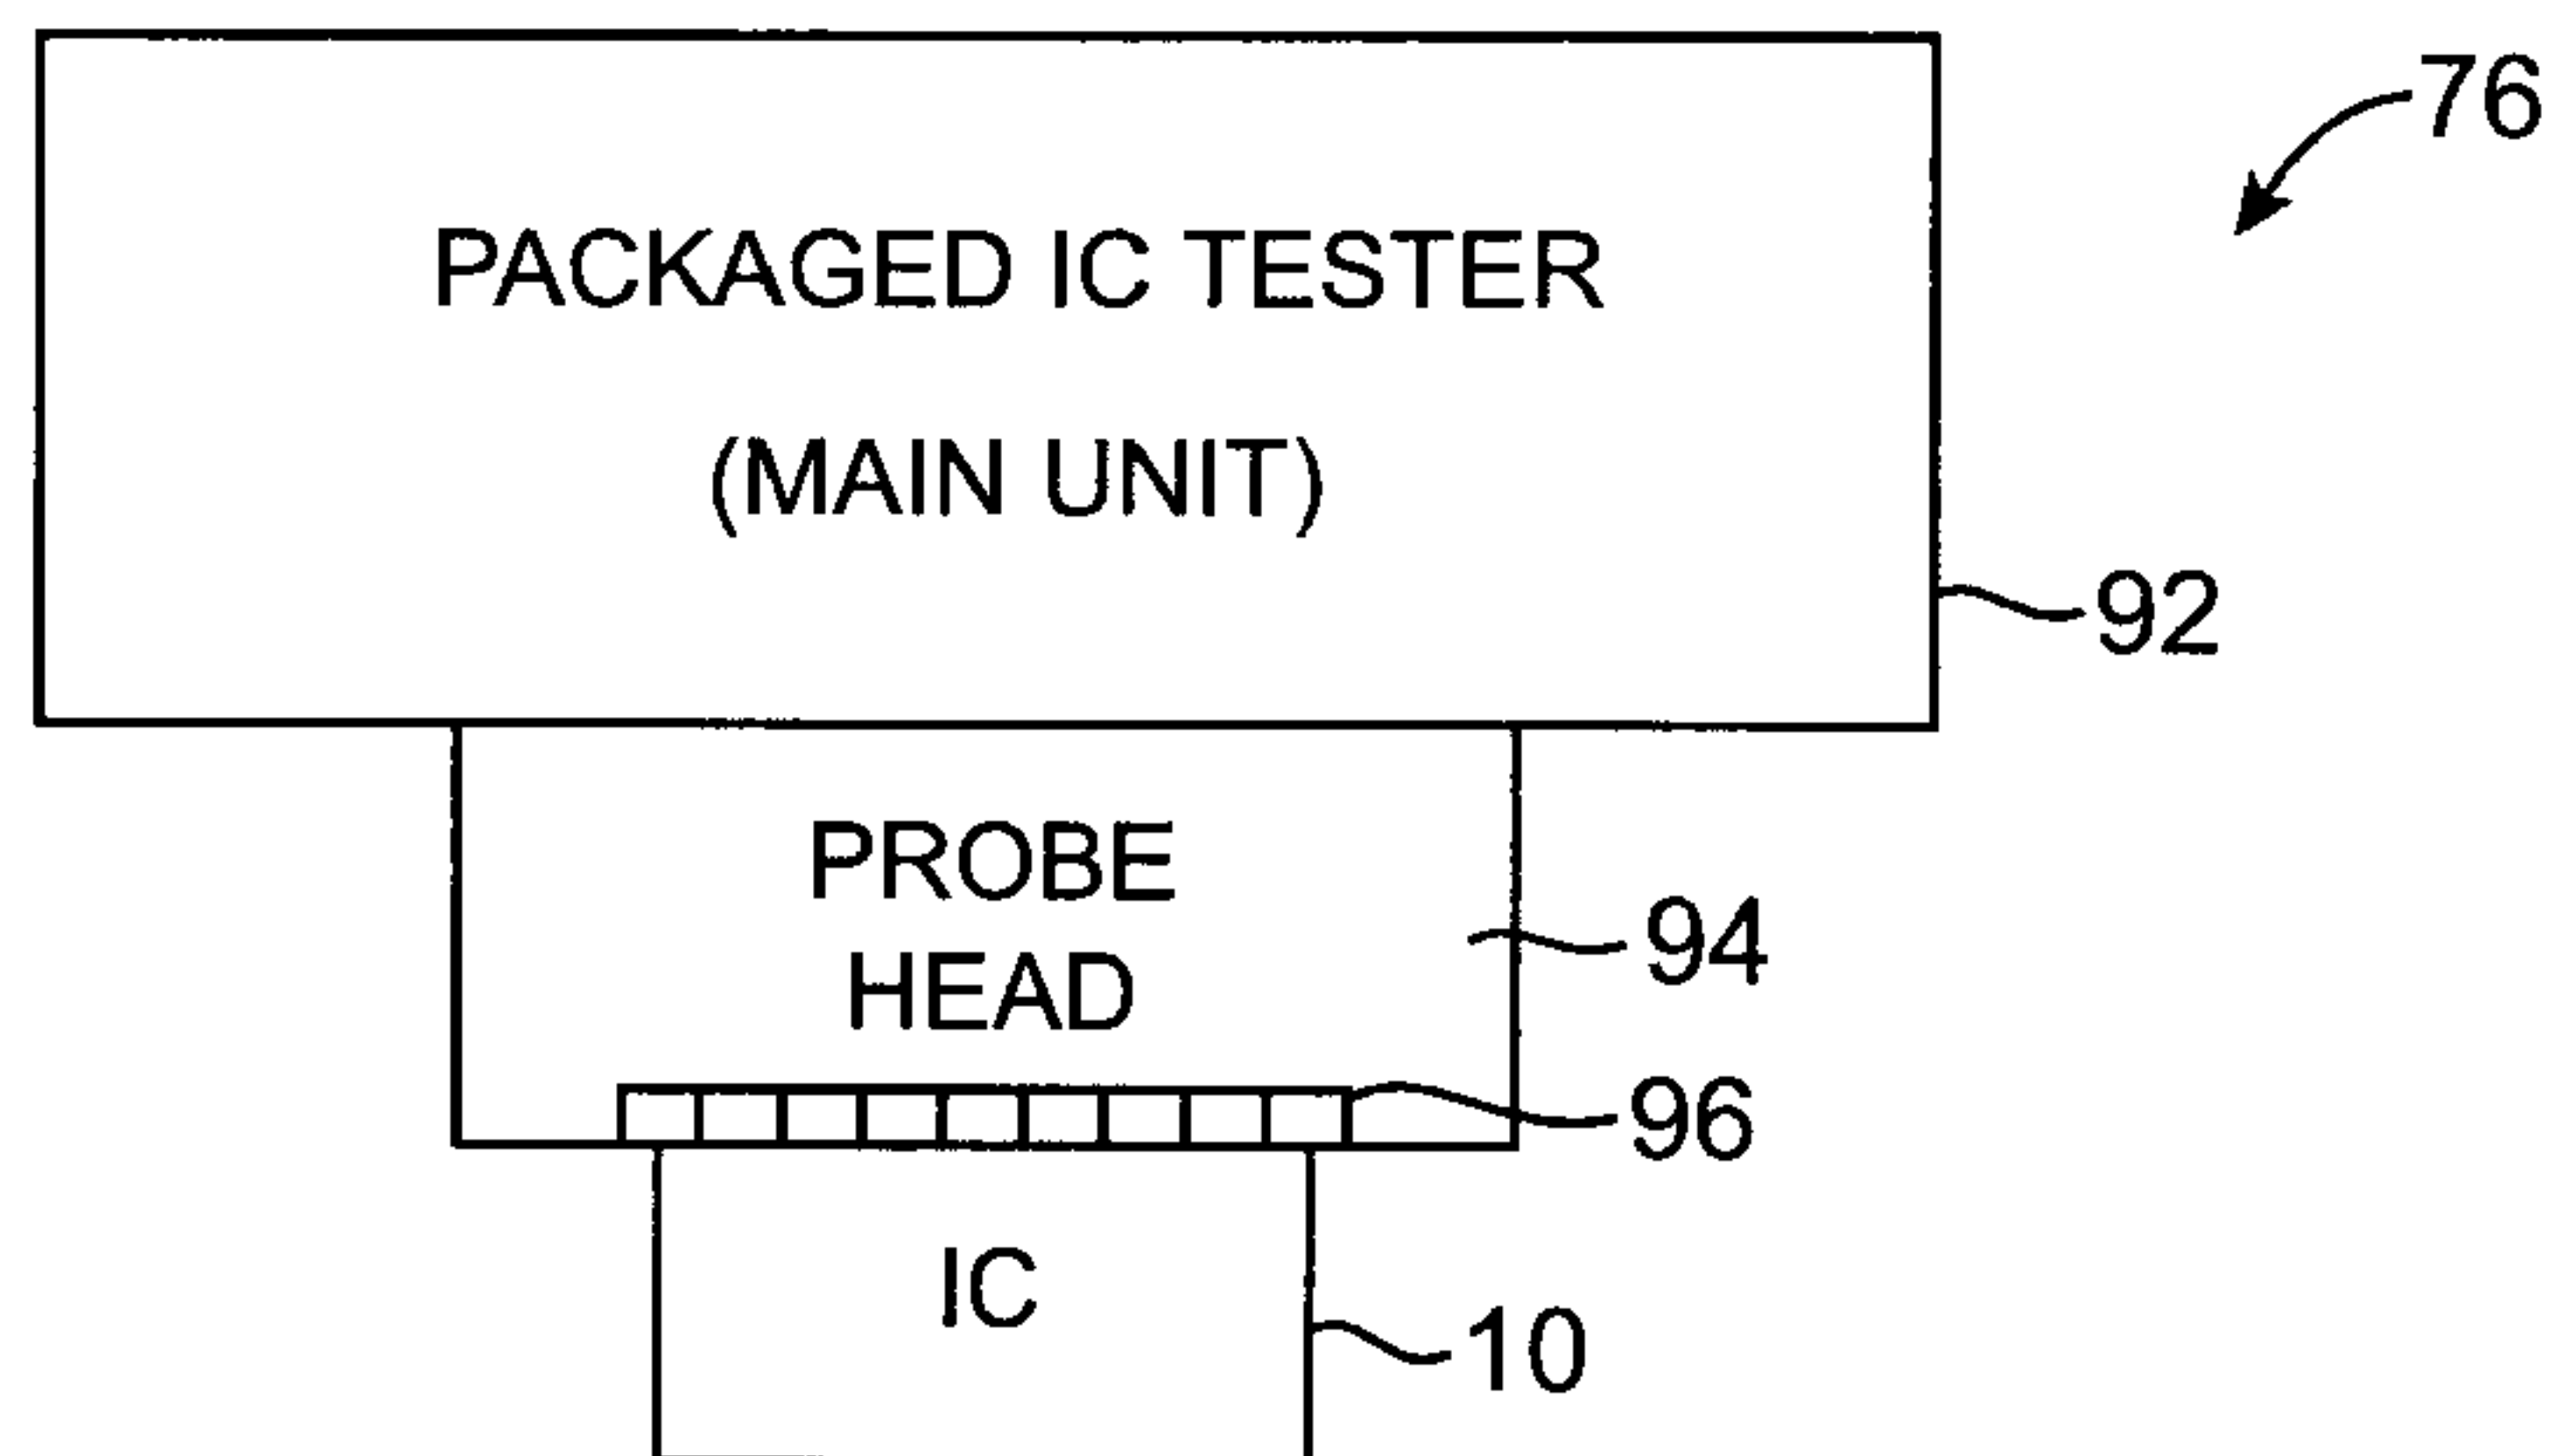 76
PACKAGED IC TESTER
(MAIN UNIT)
92
PROBE
HEAD
94
96
IC
10